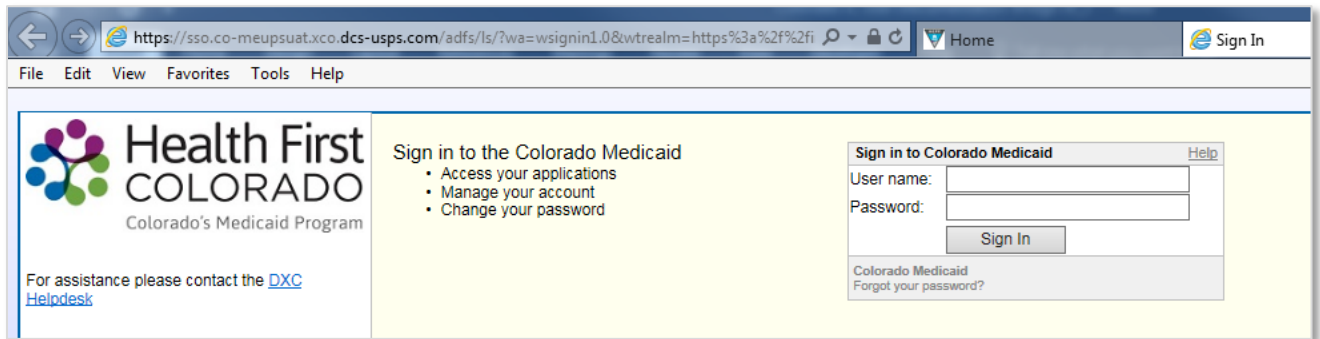 https://sso.co-meupsuat.xco.dcs-usps.com/adfs/ls/?wa=wsignin1.0&wtrealm=https%3a%2f%2fi
Home
Sign In
File Edit View Favorites Tools Help
Health First
COLORADO
Colorado's Medicaid Program
For assistance please contact the DXC
Helpdesk
Sign in to the Colorado Medicaid
• Access your applications
• Manage your account
• Change your password
Sign in to Colorado Medicaid Help
User name:
Password:
Sign In
Colorado Medicaid
Forgot your password?